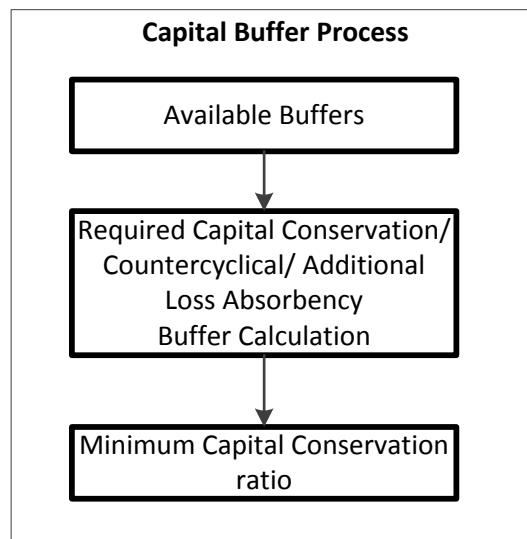 Capital Buffer Process
Available Buffers
Required Capital Conservation/
Countercyclical/ Additional
Loss Absorbency
Buffer Calculation
Minimum Capital Conservation
ratio